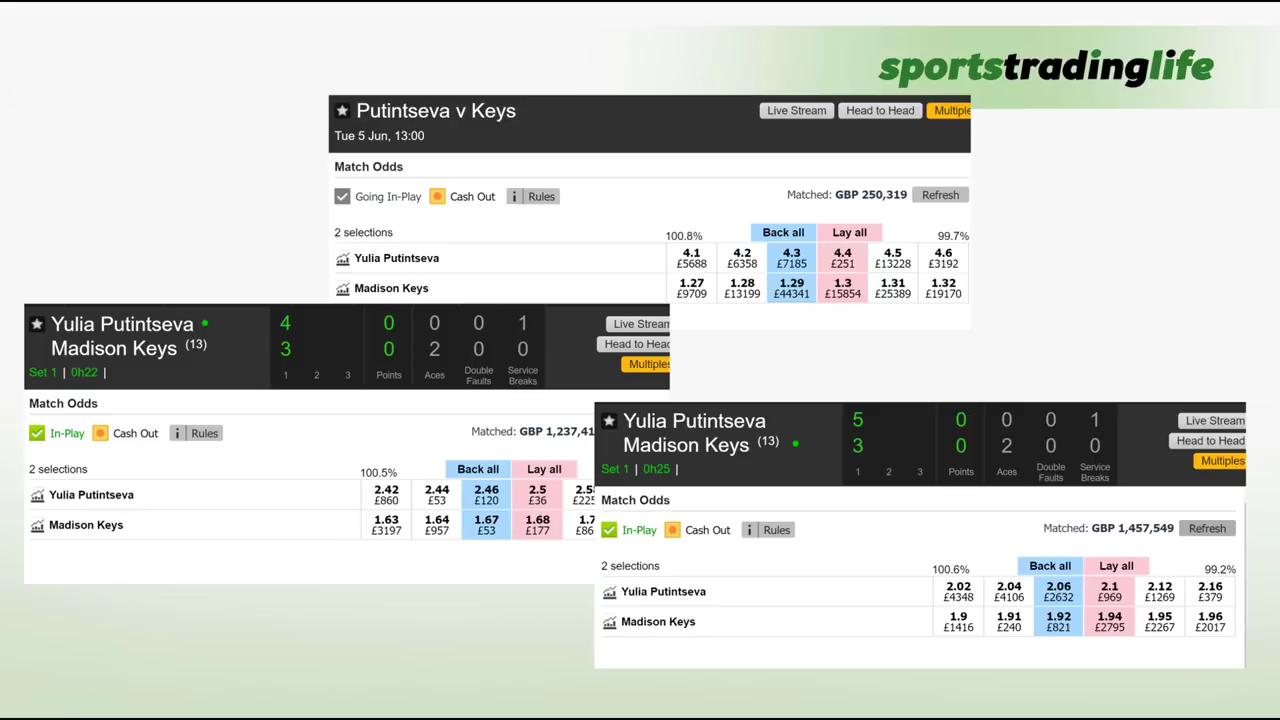 sportstradinglife
Putintseva v Keys
Live Stream Head to Head Multiple
Tue 5 Jun, 13:00
Match Odds
Going In-Play Cash Out i Rules Matched: GBP 250,319 Refresh
2 selections 100.8% Back all Lay all 99.7%
Yulia Putintseva 4.1 4.2 4.3 4.4 4.5 4.6
£5688 £6358 £7185 £251 £13228 £3192
Madison Keys 1.27 1.28 1.29 1.3 1.31 1.32
£9709 £13199 £44341 £15854 £25389 £19170
Yulia Putintseva 4 0 0 0 1 Live Stream
Madison Keys (13) 3 0 2 0 0 Head to Head
Set 1 | 0h22 | 1 2 3 Points Aces Double Faults Service Breaks Multiples
Match Odds
In-Play Cash Out i Rules Matched: GBP 1,237,41
2 selections 100.5% Back all Lay all
Yulia Putintseva 2.42 2.44 2.46 2.5 2.5
£860 £53 £120 £36 £225
Madison Keys 1.63 1.64 1.67 1.68 1.7
£3197 £957 £53 £177 £86
Yulia Putintseva 5 0 0 0 1 Live Stream
Madison Keys (13) 3 0 2 0 0 Head to Head
Set 1 | 0h25 | 1 2 3 Points Aces Double Faults Service Breaks Multiples
Match Odds
In-Play Cash Out i Rules Matched: GBP 1,457,549 Refresh
2 selections 100.6% Back all Lay all 99.2%
Yulia Putintseva 2.02 2.04 2.06 2.1 2.12 2.16
£4348 £4106 £2632 £969 £1269 £379
Madison Keys 1.9 1.91 1.92 1.94 1.95 1.96
£1416 £240 £821 £2795 £2267 £2017